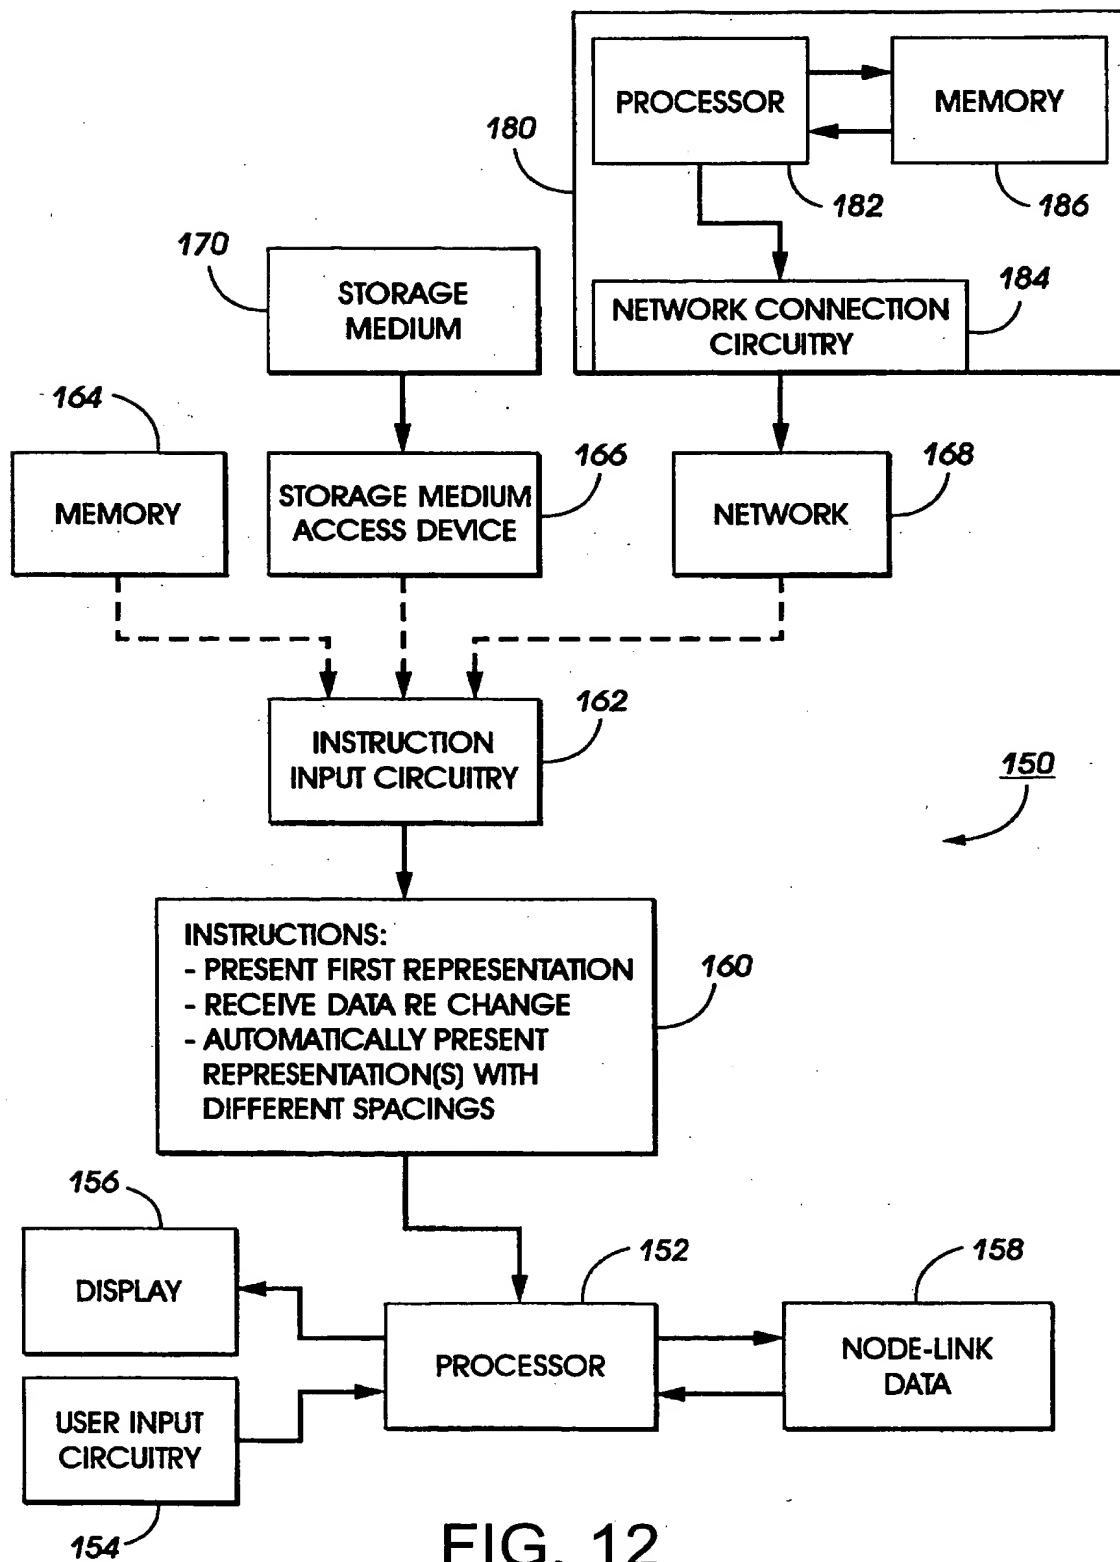 PROCESSOR
MEMORY
180
182
186
170
STORAGE
MEDIUM
NETWORK CONNECTION
CIRCUITRY
184
164
MEMORY
STORAGE MEDIUM
ACCESS DEVICE
166
NETWORK
168
INSTRUCTION
INPUT CIRCUITRY
162
150
INSTRUCTIONS:
- PRESENT FIRST REPRESENTATION
- RECEIVE DATA RE CHANGE
- AUTOMATICALLY PRESENT
REPRESENTATION(S) WITH
DIFFERENT SPACINGS
160
156
DISPLAY
152
PROCESSOR
158
NODE-LINK
DATA
USER INPUT
CIRCUITRY
154
FIG. 12